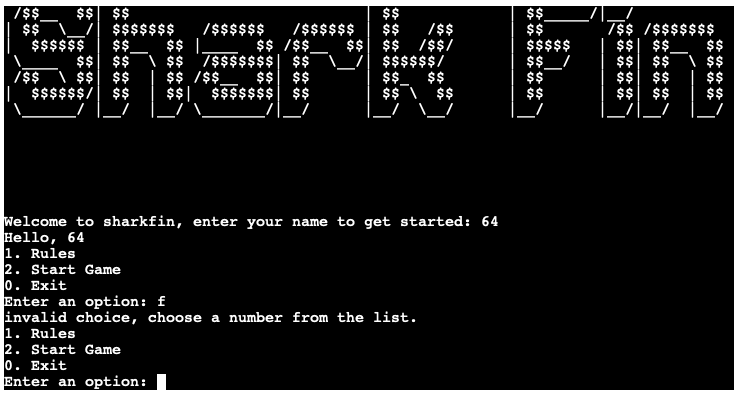 Shark Fin
Welcome to sharkfin, enter your name to get started: 64
Hello, 64
1. Rules
2. Start Game
0. Exit
Enter an option: f
invalid choice, choose a number from the list.
1. Rules
2. Start Game
0. Exit
Enter an option: